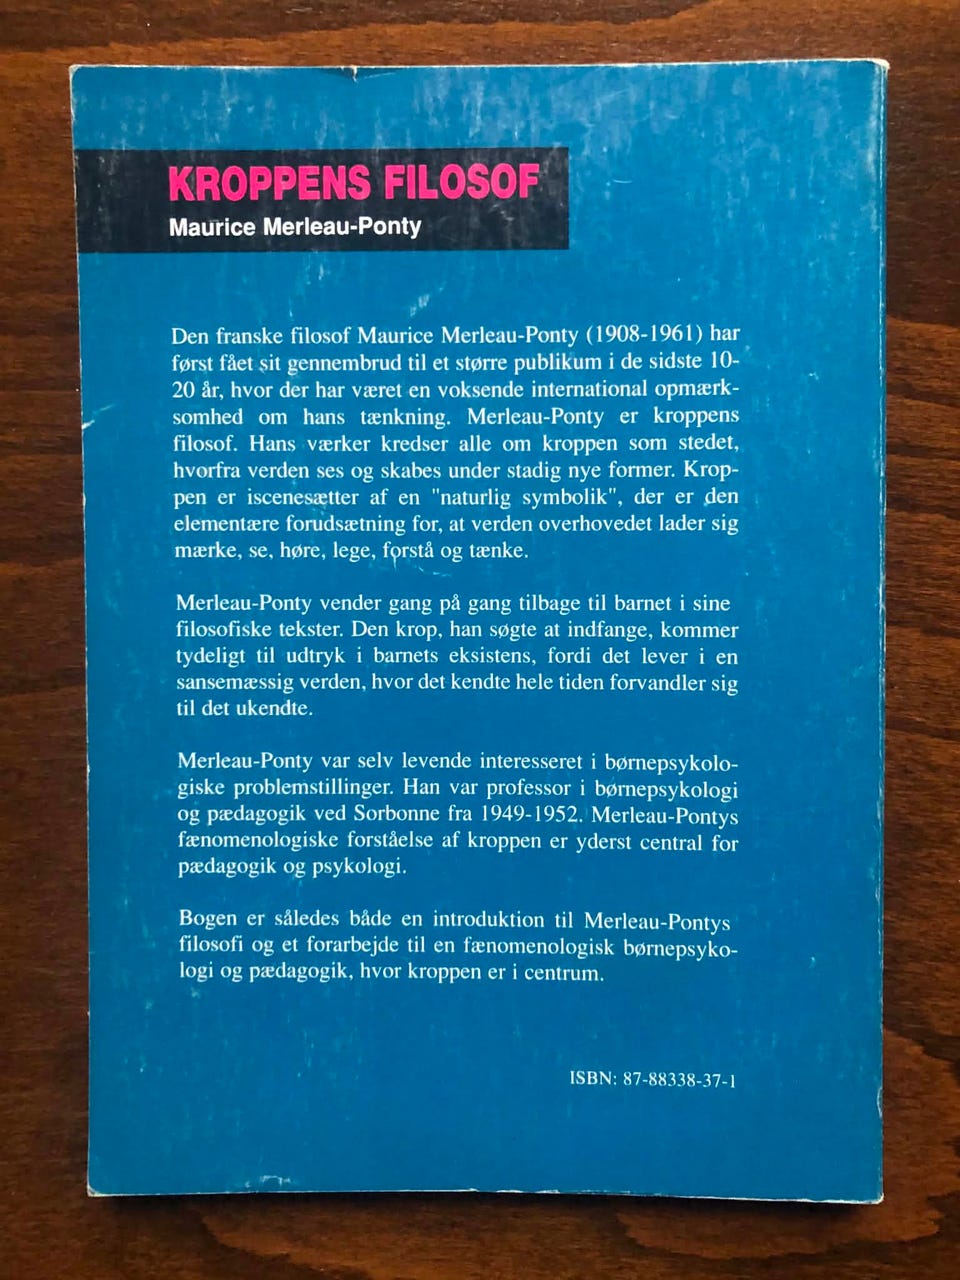 KROPPENS FILOSOF
Maurice Merleau-Ponty
Den franske filosof Maurice Merleau-Ponty (1908-1961) har
først fået sit gennembrud til et større publikum i de sidste 10-
20 år, hvor der har været en voksende international opmærk-
somhed om hans tænkning. Merleau-Ponty er kroppens
filosof. Hans værker kredser alle om kroppen som stedet,
hvorfra verden ses og skabes under stadig nye former. Krop-
pen er iscenesætter af en "naturlig symbolik", der er den
elementære forudsætning for, at verden overhovedet lader sig
mærke, se, høre, lege, forstå og tænke.
Merleau-Ponty vender gang på gang tilbage til barnet i sine
filosofiske tekster. Den krop, han søgte at indfange, kommer
tydeligt til udtryk i barnets eksistens, fordi det lever i en
sansemæssig verden, hvor det kendte hele tiden forvandler sig
til det ukendte.
Merleau-Ponty var selv levende interesseret i børnepsykolo-
giske problemstillinger. Han var professor i børnepsykologi
og pædagogik ved Sorbonne fra 1949-1952. Merleau-Pontys
fænomenologiske forståelse af kroppen er yderst central for
pædagogik og psykologi.
Bogen er således både en introduktion til Merleau-Pontys
filosofi og et forarbejde til en fænomenologisk børnepsyko-
logi og pædagogik, hvor kroppen er i centrum.
ISBN: 87-88338-37-1